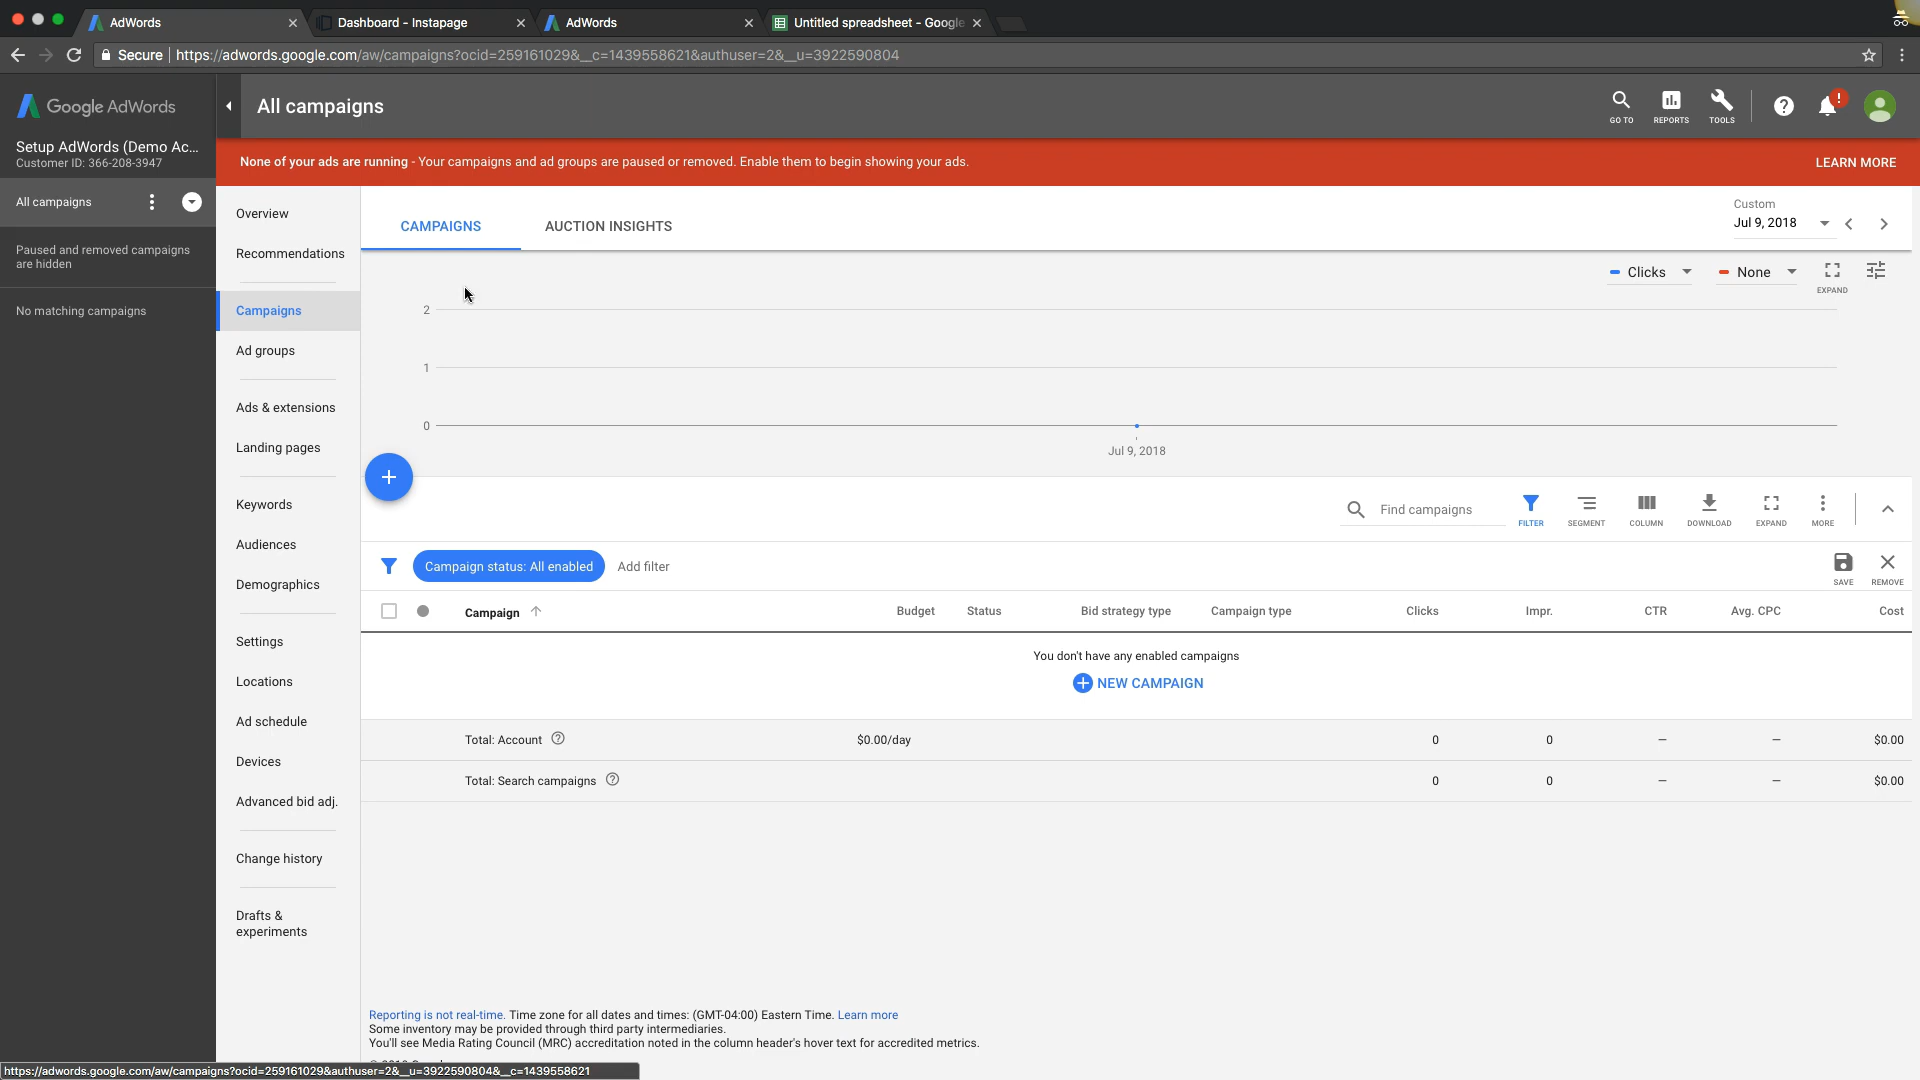 AdWords
Dashboard - Instapage
AdWords
Untitled spreadsheet - Google
Secure
https://adwords.google.com/aw/campaigns?ocid=259161029&__c=1439558621&authuser=2&__u=3922590804
Google AdWords
All campaigns
GO TO
REPORTS
TOOLS
!
Setup AdWords (Demo Ac...
Customer ID: 366-208-3947
None of your ads are running - Your campaigns and ad groups are paused or removed. Enable them to begin showing your ads.
LEARN MORE
All campaigns
Paused and removed campaigns
are hidden
No matching campaigns
Overview
Recommendations
Campaigns
Ad groups
Ads & extensions
Landing pages
Keywords
Audiences
Demographics
Settings
Locations
Ad schedule
Devices
Advanced bid adj.
Change history
Drafts &
experiments
CAMPAIGNS
AUCTION INSIGHTS
Custom
Jul 9, 2018
Clicks
None
EXPAND
2
1
0
Jul 9, 2018
Find campaigns
FILTER
SEGMENT
COLUMN
DOWNLOAD
EXPAND
MORE
Campaign status: All enabled
Add filter
SAVE
REMOVE
Campaign
Budget
Status
Bid strategy type
Campaign type
Clicks
Impr.
CTR
Avg. CPC
Cost
You don't have any enabled campaigns
NEW CAMPAIGN
Total: Account ? $0.00/day 0 0 — — $0.00
Total: Search campaigns ? 0 0 — — $0.00
Reporting is not real-time. Time zone for all dates and times: (GMT-04:00) Eastern Time. Learn more
Some inventory may be provided through third party intermediaries.
You'll see Media Rating Council (MRC) accreditation noted in the column header's hover text for accredited metrics.
https://adwords.google.com/aw/campaigns?ocid=259161029&authuser=2&__u=3922590804&__c=1439558621